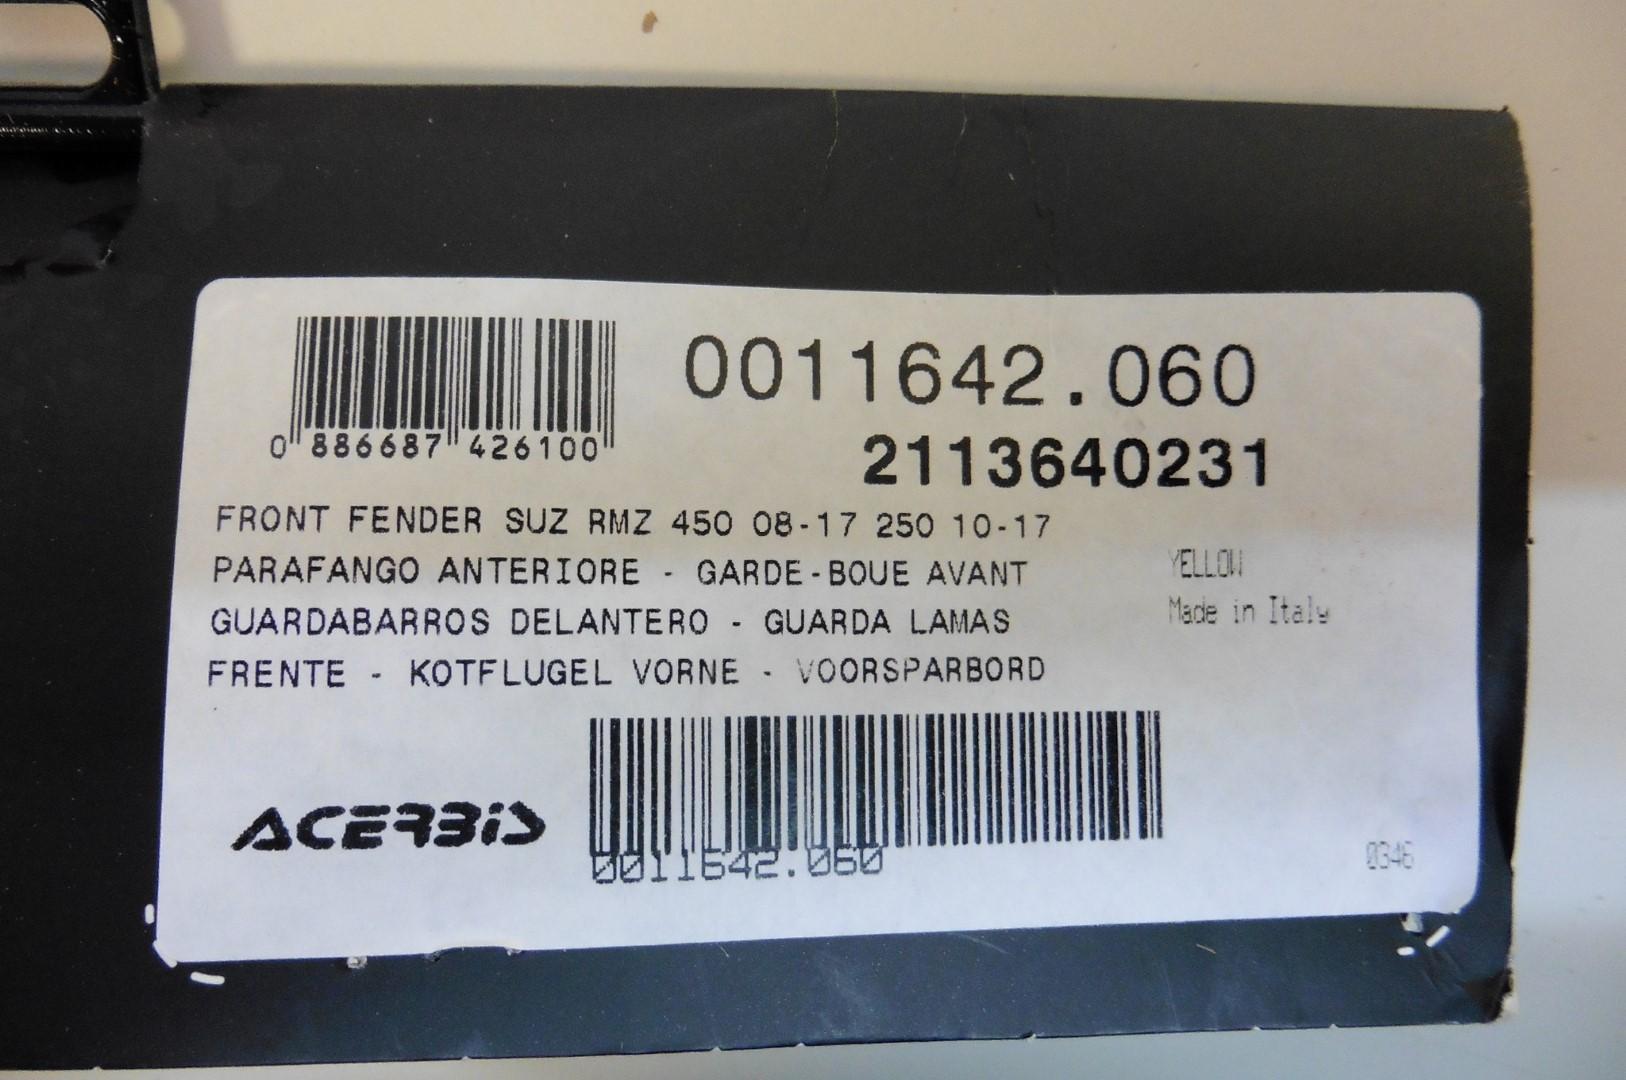 0011642.060
0 886687 426100
2113640231
FRONT FENDER SUZ RMZ 450 08-17 250 10-17
PARAFANGO ANTERIORE - GARDE-BOUE AVANT
YELLOW
GUARDABARROS DELANTERO - GUARDA LAMAS
Made in Italy
FRENTE - KOTFLUGEL VORNE - VOORSPARBORD
ACERBIS
0011642.060
0346